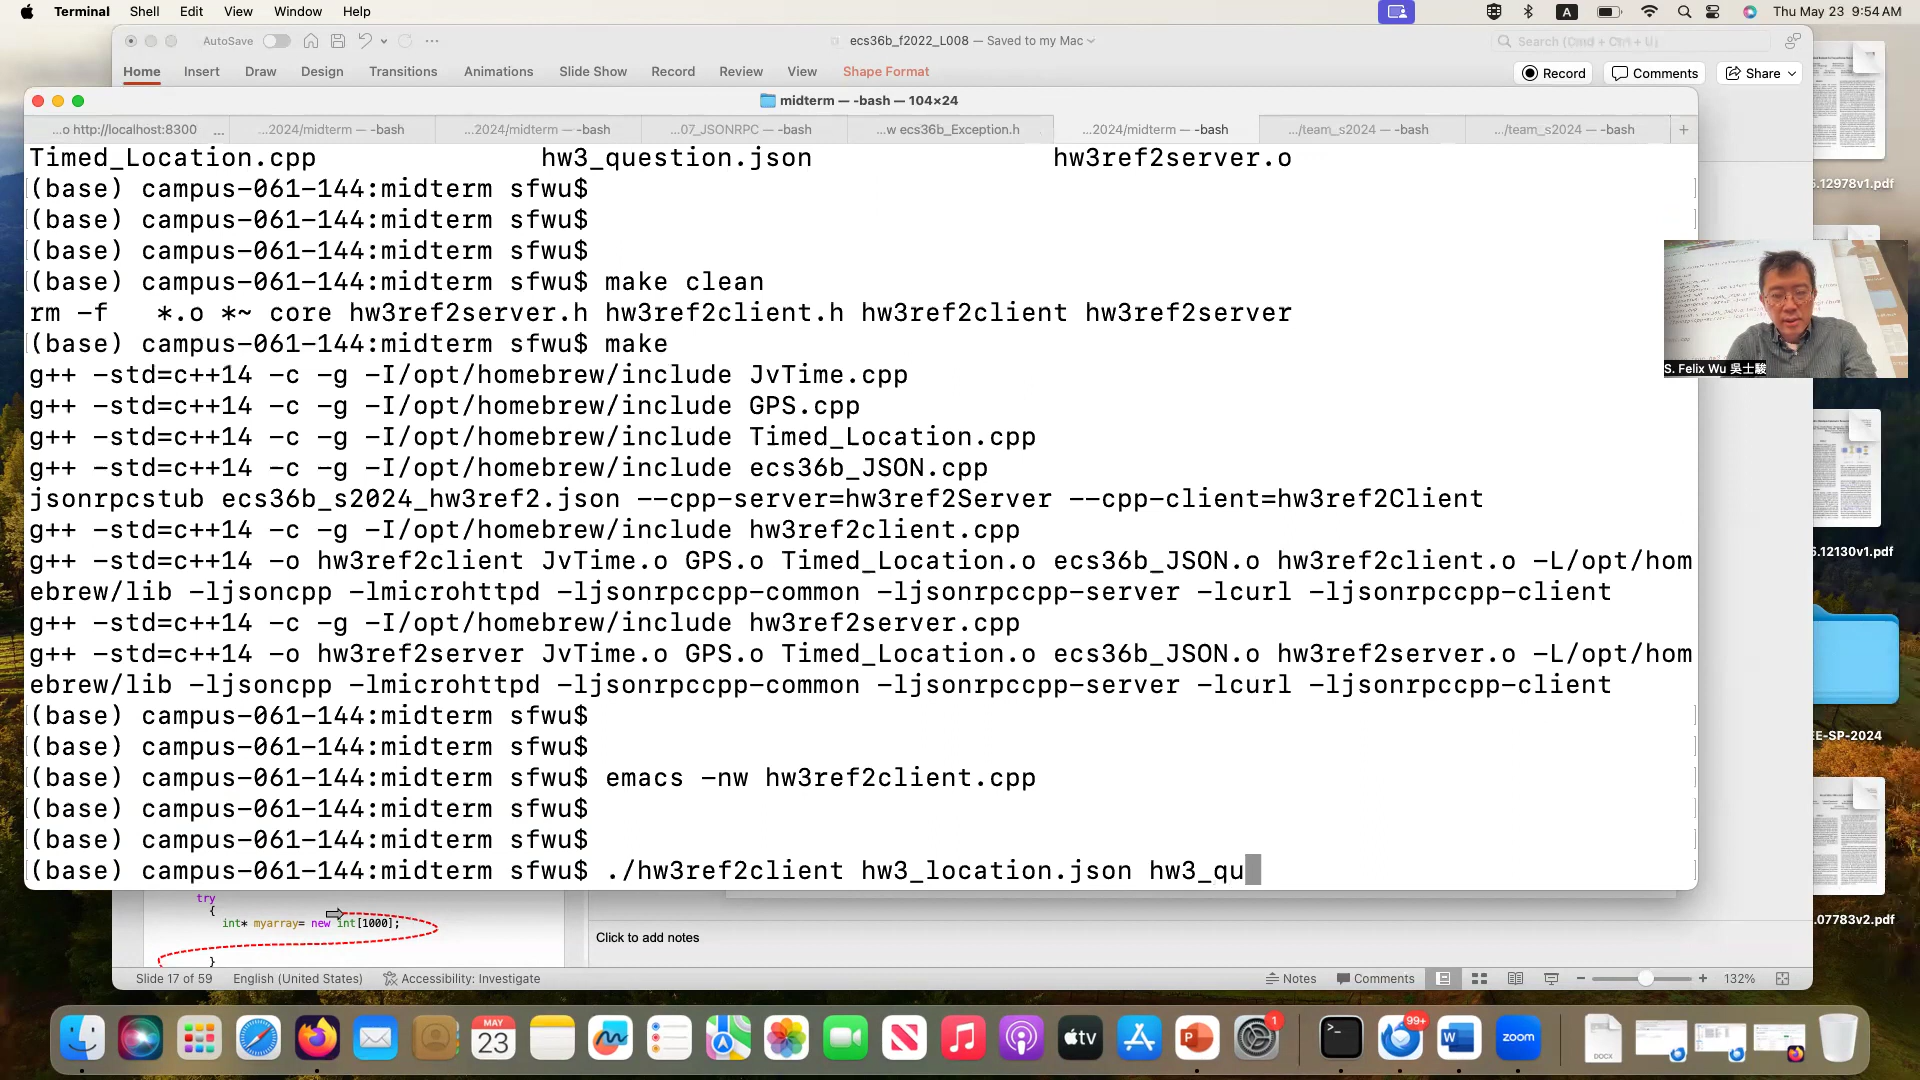 Terminal Shell Edit View Window Help
Thu May 23 9:54 AM
AutoSave
ecs36b_f2022_L008 — Saved to my Mac
Search (Cmd + Ctrl + U)
Home Insert Draw Design Transitions Animations Slide Show Record Review View Shape Format
Record Comments Share
midterm — -bash — 104×24
...o http://localhost:8300 ... ...2024/midterm — -bash ...2024/midterm — -bash ...07_JSONRPC — -bash ...w ecs36b_Exception.h ...2024/midterm — -bash .../team_s2024 — -bash .../team_s2024 — -bash +
Timed_Location.cpp hw3_question.json hw3ref2server.o
(base) campus-061-144:midterm sfwu$
(base) campus-061-144:midterm sfwu$
(base) campus-061-144:midterm sfwu$
(base) campus-061-144:midterm sfwu$ make clean
rm -f *.o *~ core hw3ref2server.h hw3ref2client.h hw3ref2client hw3ref2server
(base) campus-061-144:midterm sfwu$ make
g++ -std=c++14 -c -g -I/opt/homebrew/include JvTime.cpp
g++ -std=c++14 -c -g -I/opt/homebrew/include GPS.cpp
g++ -std=c++14 -c -g -I/opt/homebrew/include Timed_Location.cpp
g++ -std=c++14 -c -g -I/opt/homebrew/include ecs36b_JSON.cpp
jsonrpcstub ecs36b_s2024_hw3ref2.json --cpp-server=hw3ref2Server --cpp-client=hw3ref2Client
g++ -std=c++14 -c -g -I/opt/homebrew/include hw3ref2client.cpp
g++ -std=c++14 -o hw3ref2client JvTime.o GPS.o Timed_Location.o ecs36b_JSON.o hw3ref2client.o -L/opt/hom
ebrew/lib -ljsoncpp -lmicrohttpd -ljsonrpccpp-common -ljsonrpccpp-server -lcurl -ljsonrpccpp-client
g++ -std=c++14 -c -g -I/opt/homebrew/include hw3ref2server.cpp
g++ -std=c++14 -o hw3ref2server JvTime.o GPS.o Timed_Location.o ecs36b_JSON.o hw3ref2server.o -L/opt/hom
ebrew/lib -ljsoncpp -lmicrohttpd -ljsonrpccpp-common -ljsonrpccpp-server -lcurl -ljsonrpccpp-client
(base) campus-061-144:midterm sfwu$
(base) campus-061-144:midterm sfwu$
(base) campus-061-144:midterm sfwu$ emacs -nw hw3ref2client.cpp
(base) campus-061-144:midterm sfwu$
(base) campus-061-144:midterm sfwu$
(base) campus-061-144:midterm sfwu$ ./hw3ref2client hw3_location.json hw3_qu
5.12978v1.pdf
S. Felix Wu 吳士駿
5.12130v1.pdf
EE-SP-2024
.07783v2.pdf
try
{
int* myarray= new int[1000];
}
Click to add notes
Slide 17 of 59 English (United States) Accessibility: Investigate
Notes Comments
132%
MAY
23
tv
1
99+
zoom
DOCX